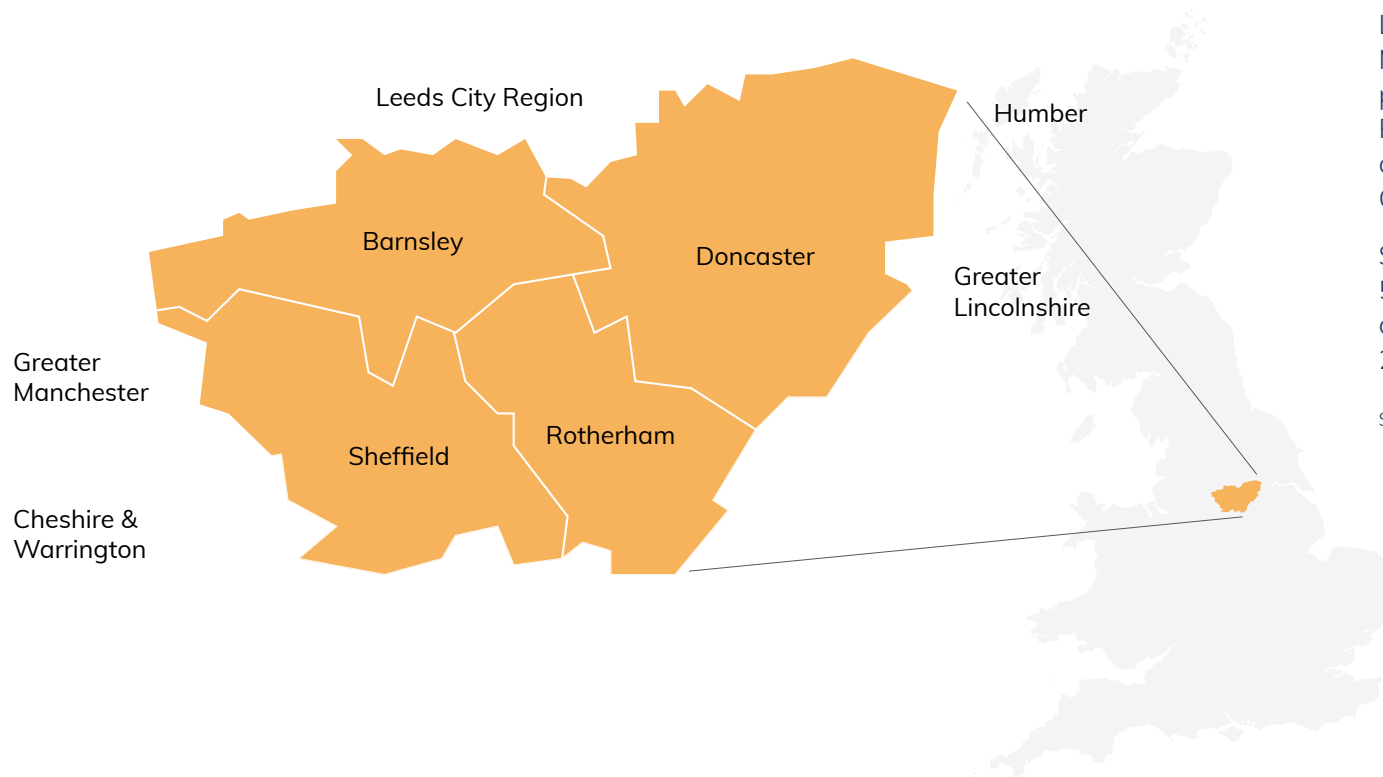 Leeds City Region
Humber
Barnsley
Doncaster
Greater
Lincolnshire
Greater
Manchester
Rotherham
Sheffield
Cheshire &
Warrington